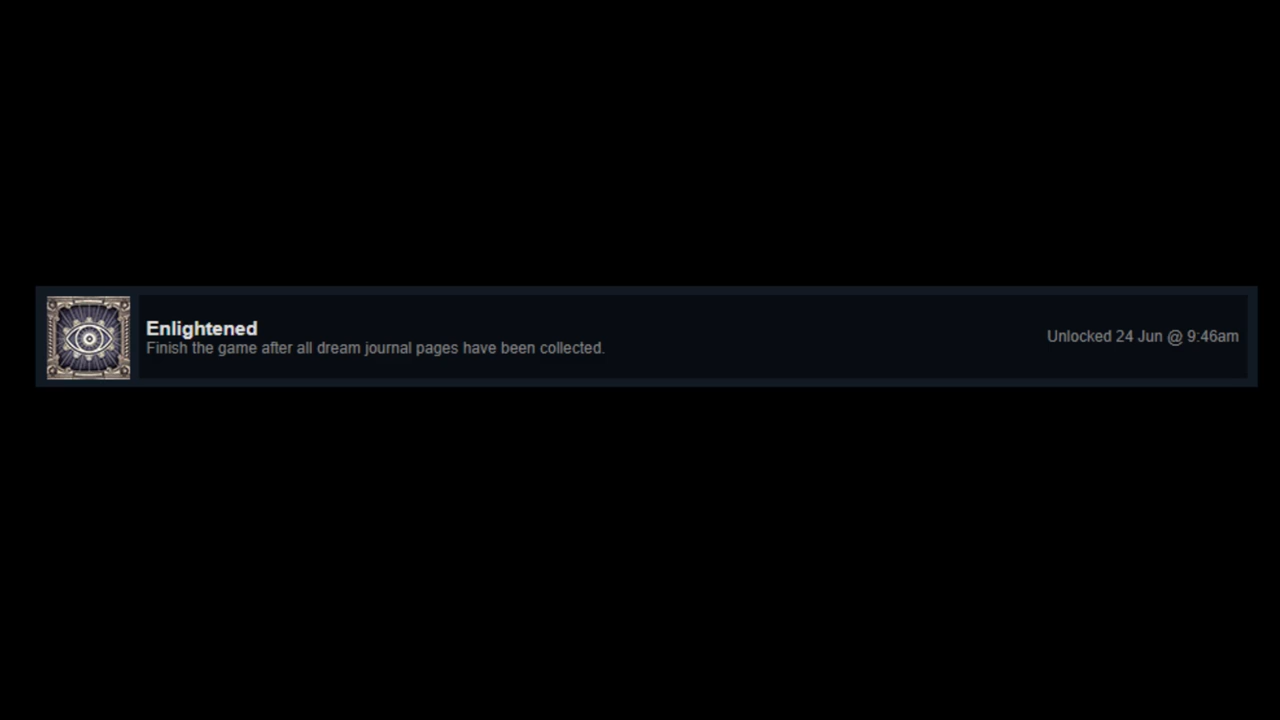 Enlightened
Finish the game after all dream journal pages have been collected.
Unlocked 24 Jun @ 9:46am